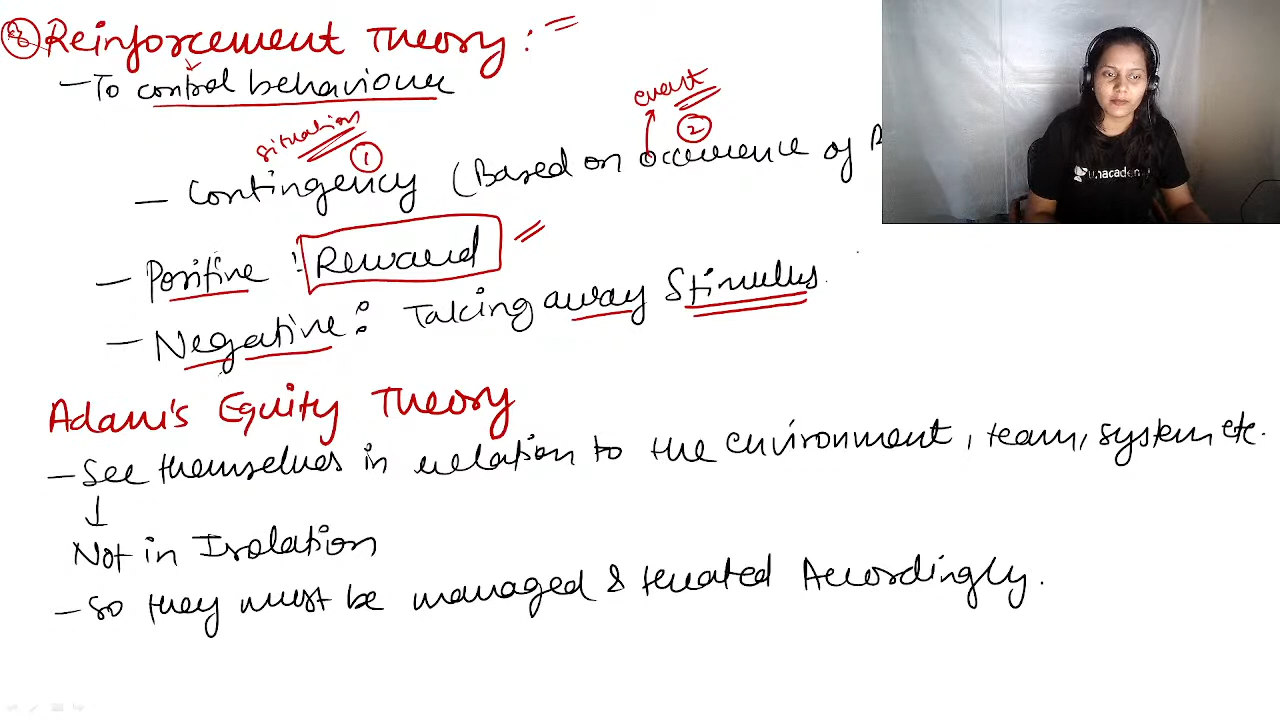 ⑧ Reinforcement Theory :=
- To control behaviour
situation ①
event ②
- Contingency (Based on occurrence of
- Positive : Reward
- Negative : Taking away Stimulus.
Adam's Equity Theory
- See themselves in relation to the environment, team, system etc.
↓
Not in Isolation
- So they must be managed & treated Accordingly.
unacademy